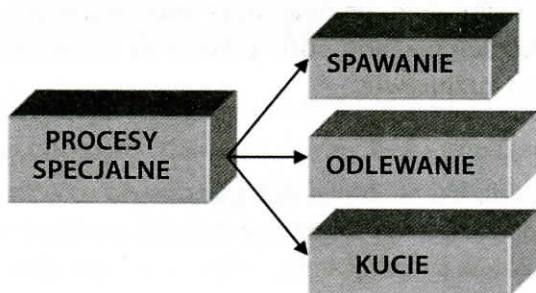 PROCESY
SPECJALNE
SPAWANIE
ODLEWANIE
KUCIE